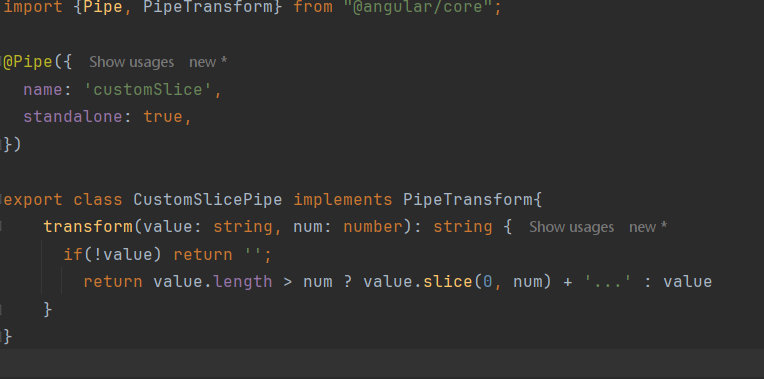 import {Pipe, PipeTransform} from "@angular/core";
@Pipe({ Show usages new *
name: 'customSlice',
standalone: true,
})
export class CustomSlicePipe implements PipeTransform{
transform(value: string, num: number): string { Show usages new *
if(!value) return '';
return value.length > num ? value.slice(0, num) + '...' : value
}
}